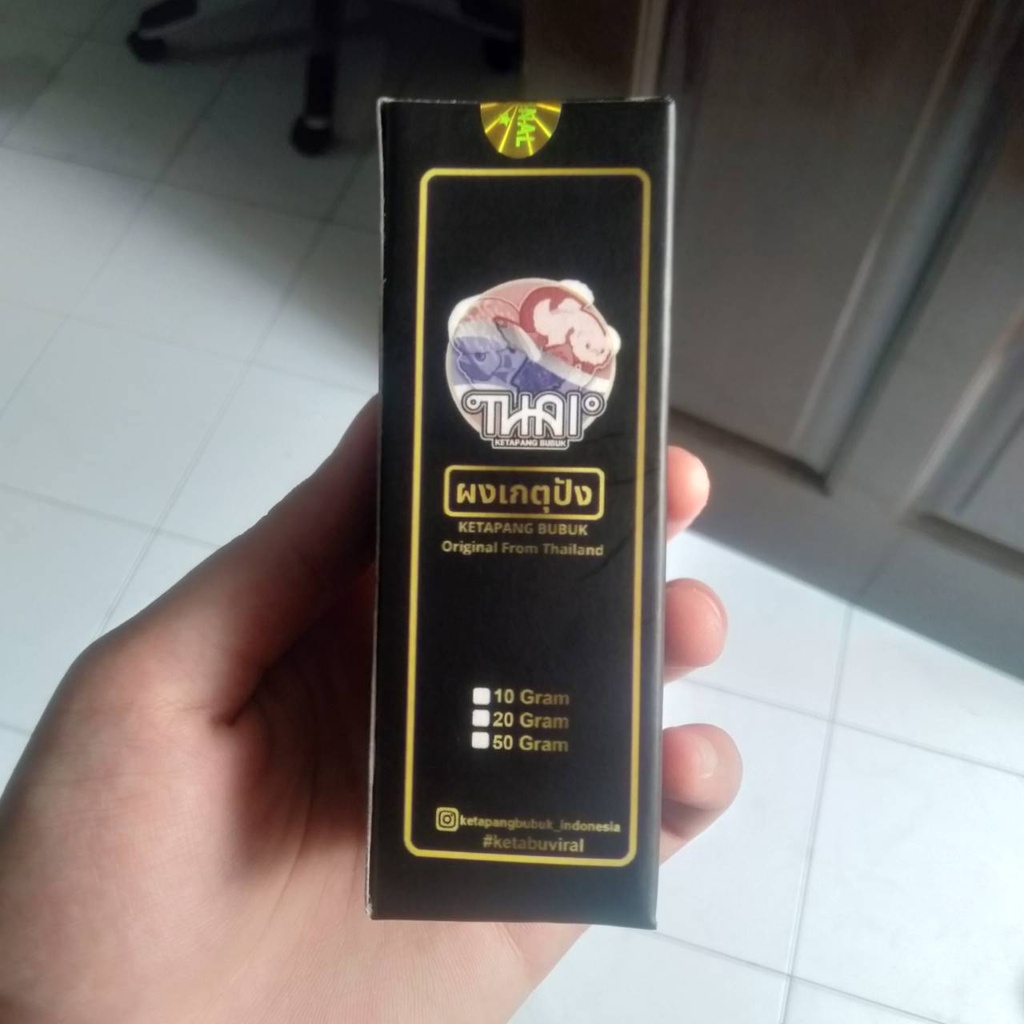 MAL
THAI
KETAPANG BUBUK
ผงเกตุปัง
KETAPANG BUBUK
Original From Thailand
10 Gram
20 Gram
50 Gram
ketapangbubuk_indonesia
#ketabuviral